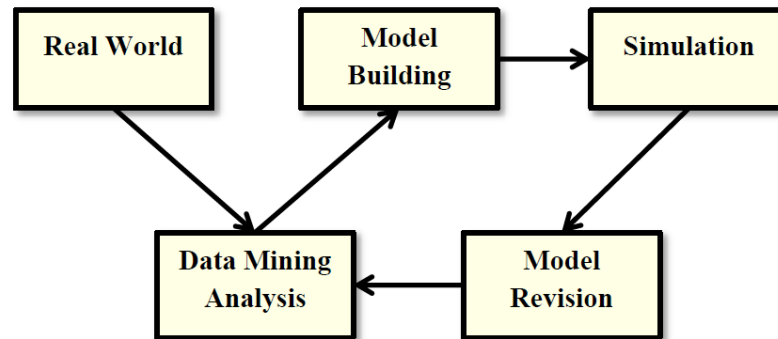 Real World
Model
Building
Simulation
Data Mining
Analysis
Model
Revision